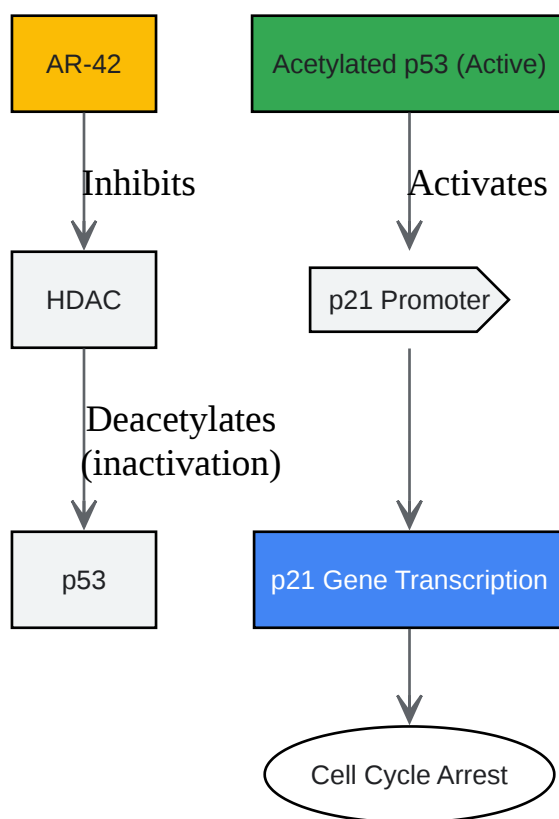 AR-42
Acetylated p53 (Active)
Inhibits
Activates
HDAC
p21 Promoter
Deacetylates
(inactivation)
p53
p21 Gene Transcription
Cell Cycle Arrest